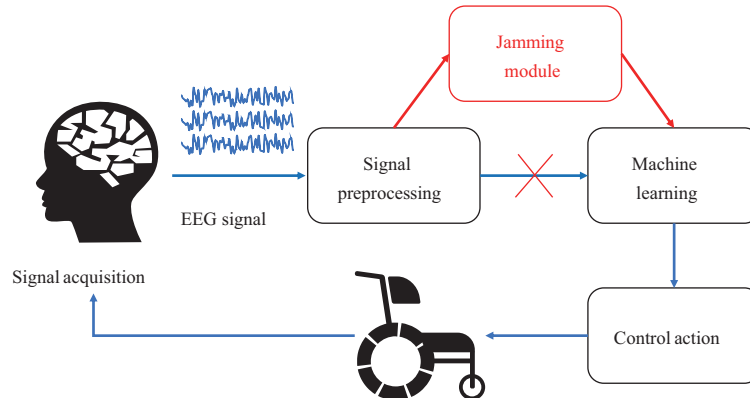 Jamming
module
Signal
preprocessing
Machine
learning
EEG signal
Signal acquisition
Control action